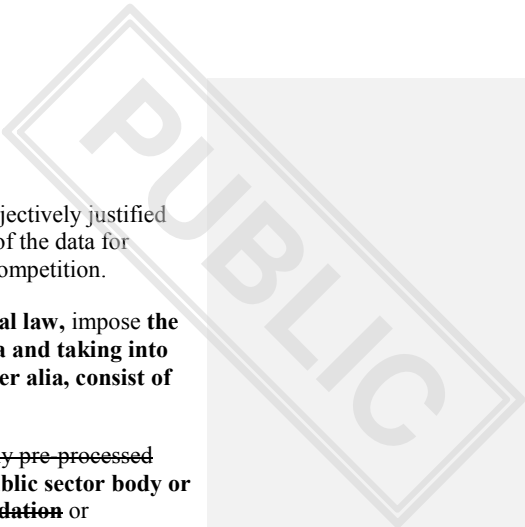 jectively justified
of the data for
ompetition.
al law, impose the
a and taking into
er alia, consist of
y pre-processed
blic sector body or
dation or
PUBLIC